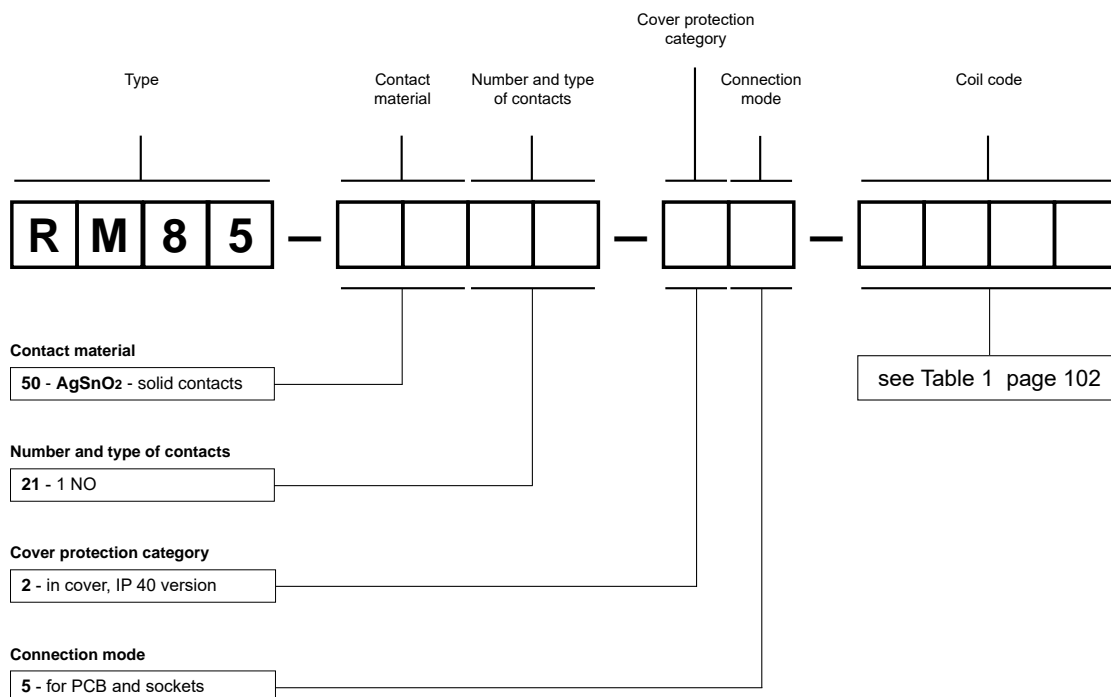 Cover protection
category
Type
Contact
material
Number and type
of contacts
Connection
mode
Coil code
RM85 – –  –
Contact material
50 - AgSnO2 - solid contacts
see Table 1 page 102
Number and type of contacts
21 - 1 NO
Cover protection category
2 - in cover, IP 40 version
Connection mode
5 - for PCB and sockets